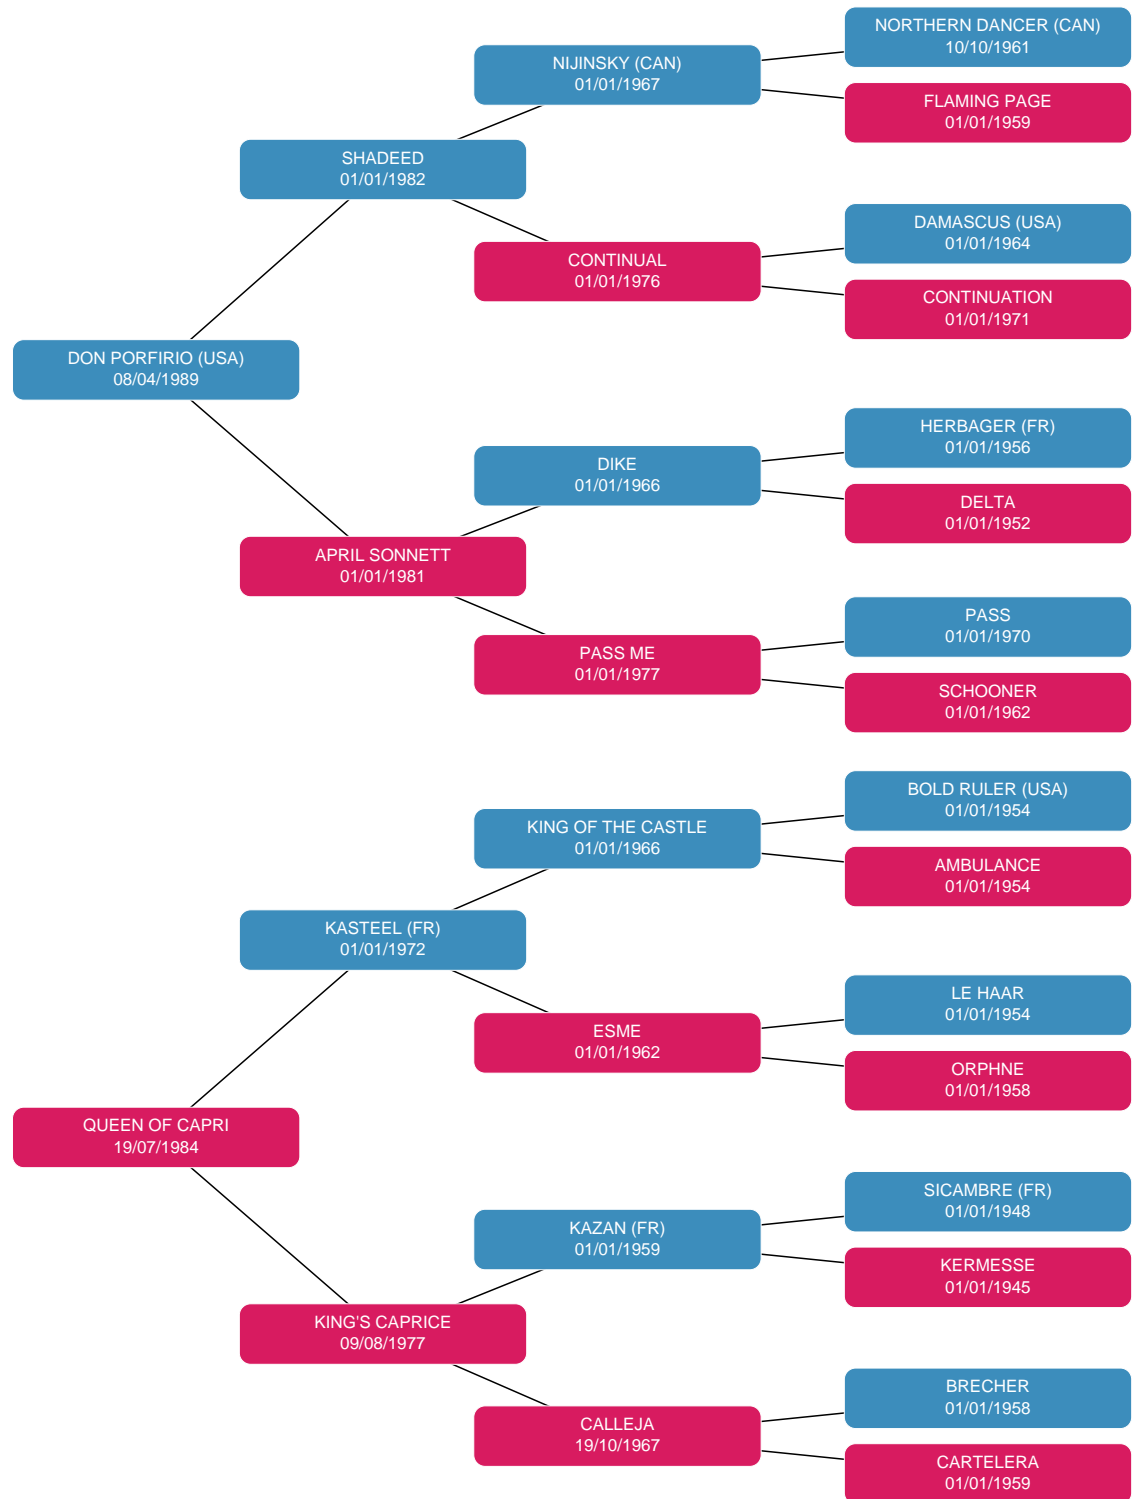 NORTHERN DANCER (CAN)
10/10/1961
NIJINSKY (CAN)
01/01/1967
FLAMING PAGE
01/01/1959
SHADEED
01/01/1982
DAMASCUS (USA)
01/01/1964
CONTINUAL
01/01/1976
CONTINUATION
01/01/1971
DON PORFIRIO (USA)
08/04/1989
HERBAGER (FR)
01/01/1956
DIKE
01/01/1966
DELTA
01/01/1952
APRIL SONNETT
01/01/1981
PASS
01/01/1970
PASS ME
01/01/1977
SCHOONER
01/01/1962
BOLD RULER (USA)
01/01/1954
KING OF THE CASTLE
01/01/1966
AMBULANCE
01/01/1954
KASTEEL (FR)
01/01/1972
LE HAAR
01/01/1954
ESME
01/01/1962
ORPHNE
01/01/1958
QUEEN OF CAPRI
19/07/1984
SICAMBRE (FR)
01/01/1948
KAZAN (FR)
01/01/1959
KERMESSE
01/01/1945
KING'S CAPRICE
09/08/1977
BRECHER
01/01/1958
CALLEJA
19/10/1967
CARTELERA
01/01/1959